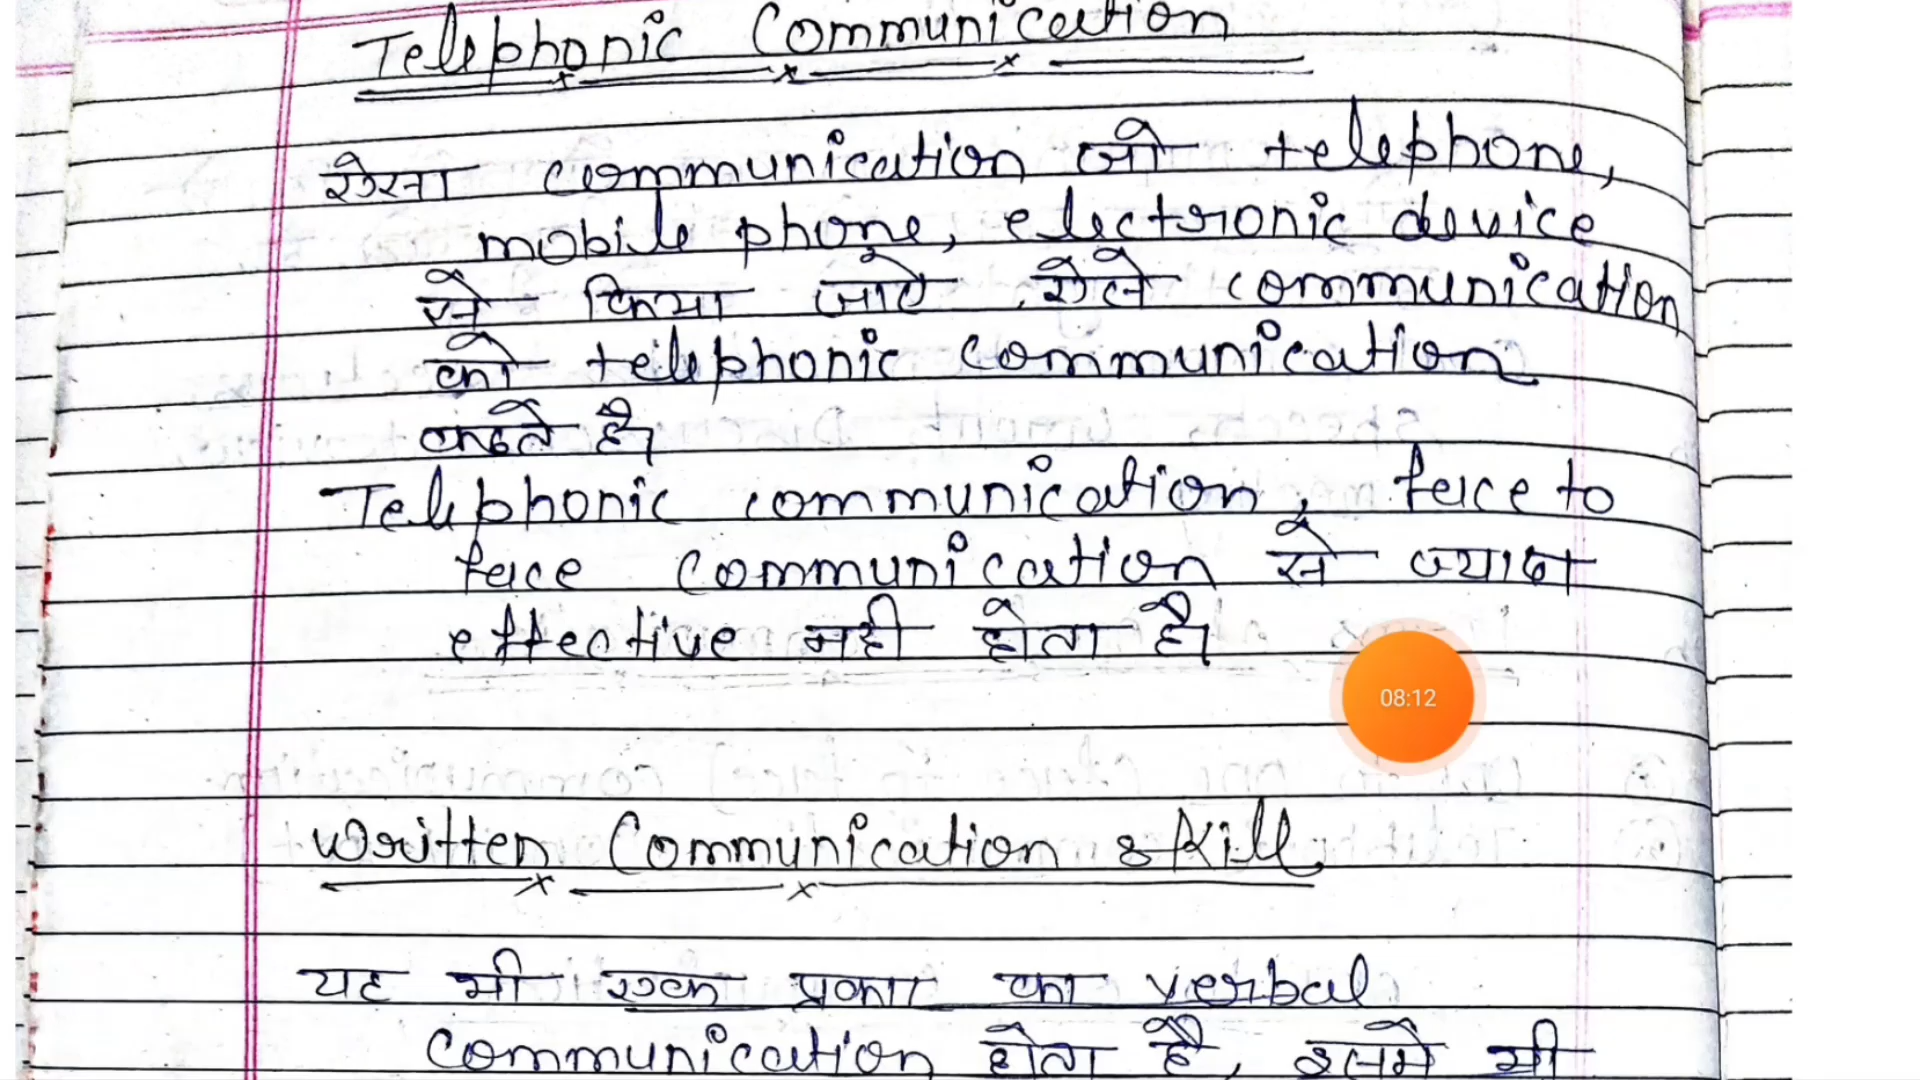 Telephonic Communication
ऐसा communication जो telephone,
mobile phone, electronic device
से किया जाऐ ऐसे communication
को telephonic communication
कहते है।
Telephonic communication, face to
face communication से ज्यादा
effective नही होता है।
08:12
Written Communication skill
यह भी एक प्रकार का verbal
communication होता है, इसमे भी